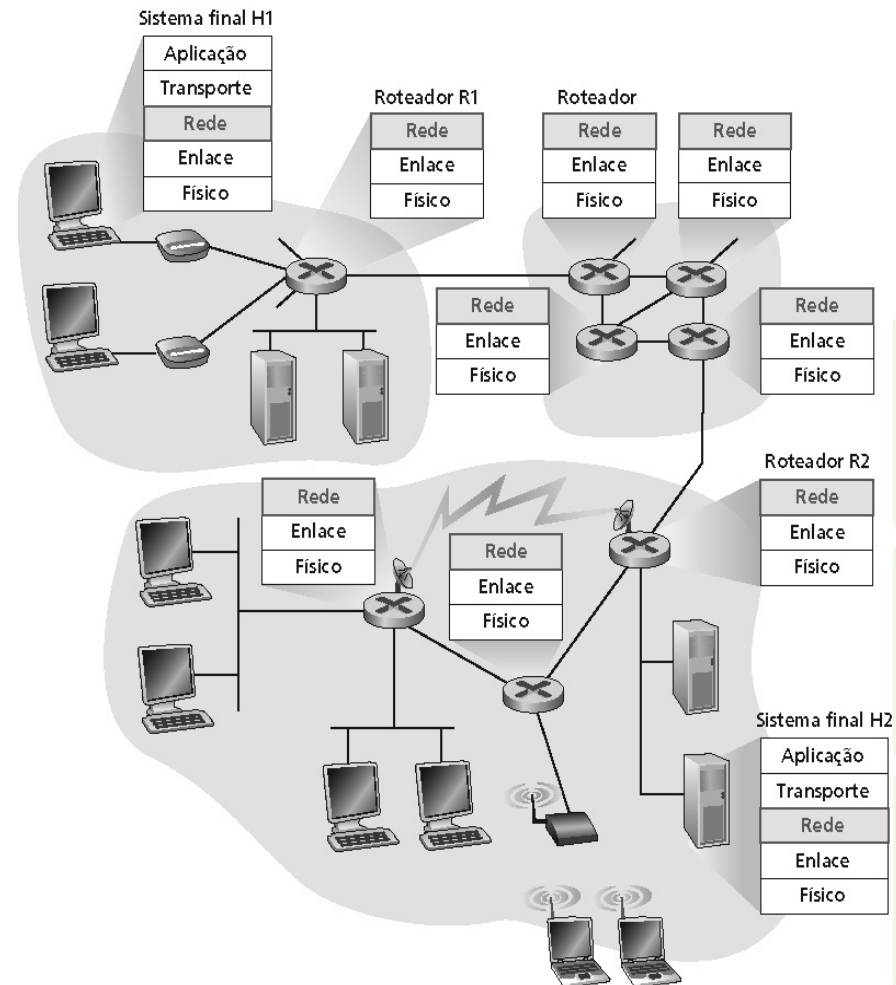 Sistema final H1
Aplicação
Transporte
Rede
Enlace
Físico
Roteador R1
Rede
Enlace
Físico
Roteador
Rede
Enlace
Físico
Rede
Enlace
Físico
Rede
Enlace
Físico
Rede
Enlace
Físico
Roteador R2
Rede
Enlace
Físico
Rede
Enlace
Físico
Rede
Enlace
Físico
Sistema final H2
Aplicação
Transporte
Rede
Enlace
Físico